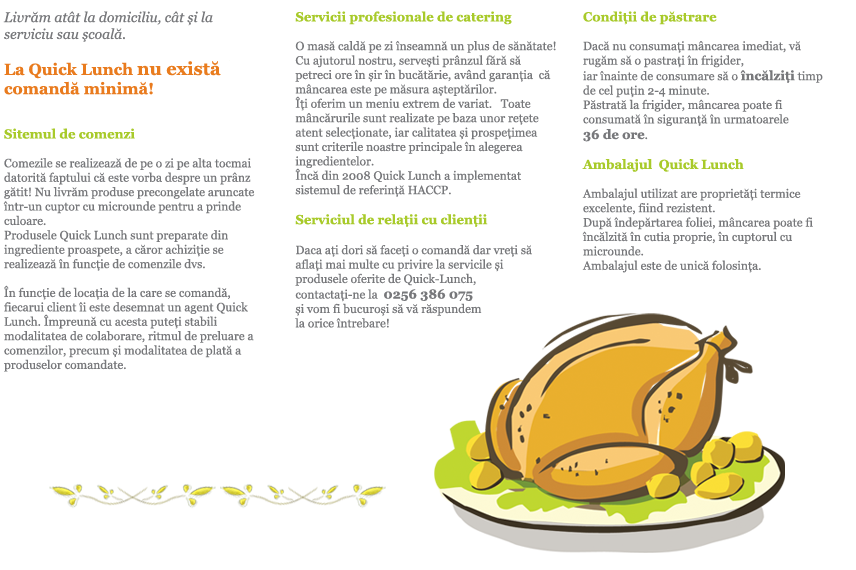 Livrăm atât la domiciliu, cât și la
serviciu sau școală.
La Quick Lunch nu există
comandă minimă!
Sitemul de comenzi
Comezile se realizează de pe o zi pe alta tocmai
datorită faptului că este vorba despre un prânz
gătit! Nu livrăm produse precongelate aruncate
într-un cuptor cu microunde pentru a prinde
culoare.
Produsele Quick Lunch sunt preparate din
ingrediente proaspete, a căror achiziție se
realizează în funcție de comenzile dvs.
În funcție de locația de la care se comandă,
fiecarui client îi este desemnat un agent Quick
Lunch. Împreună cu acesta puteți stabili
modalitatea de colaborare, ritmul de preluare a
comenzilor, precum și modalitatea de plată a
produselor comandate.
Servicii profesionale de catering
O masă caldă pe zi înseamnă un plus de sănătate!
Cu ajutorul nostru, servești prânzul fără să
petreci ore în șir în bucătărie, având garanția că
mâncarea este pe măsura așteptărilor.
Îți oferim un meniu extrem de variat. Toate
mâncărurile sunt realizate pe baza unor rețete
atent selecționate, iar calitatea și prospețimea
sunt criterile noastre principale în alegerea
ingredientelor.
Încă din 2008 Quick Lunch a implementat
sistemul de referință HACCP.
Serviciul de relații cu clienții
Daca ați dori să faceți o comandă dar vreți să
aflați mai multe cu privire la servicile și
produsele oferite de Quick-Lunch,
contactați-ne la 0256 386 075
și vom fi bucuroși să vă răspundem
la orice întrebare!
Condiții de păstrare
Dacă nu consumați mâncarea imediat, vă
rugăm să o pastrați în frigider,
iar înainte de consumare să o încălziți timp
de cel puțin 2-4 minute.
Păstrată la frigider, mâncarea poate fi
consumată în siguranță în urmatoarele
36 de ore.
Ambalajul Quick Lunch
Ambalajul utilizat are proprietăți termice
excelente, fiind rezistent.
După îndepărtarea foliei, mâncarea poate fi
încălzită în cutia proprie, în cuptorul cu
microunde.
Ambalajul este de unică folosința.